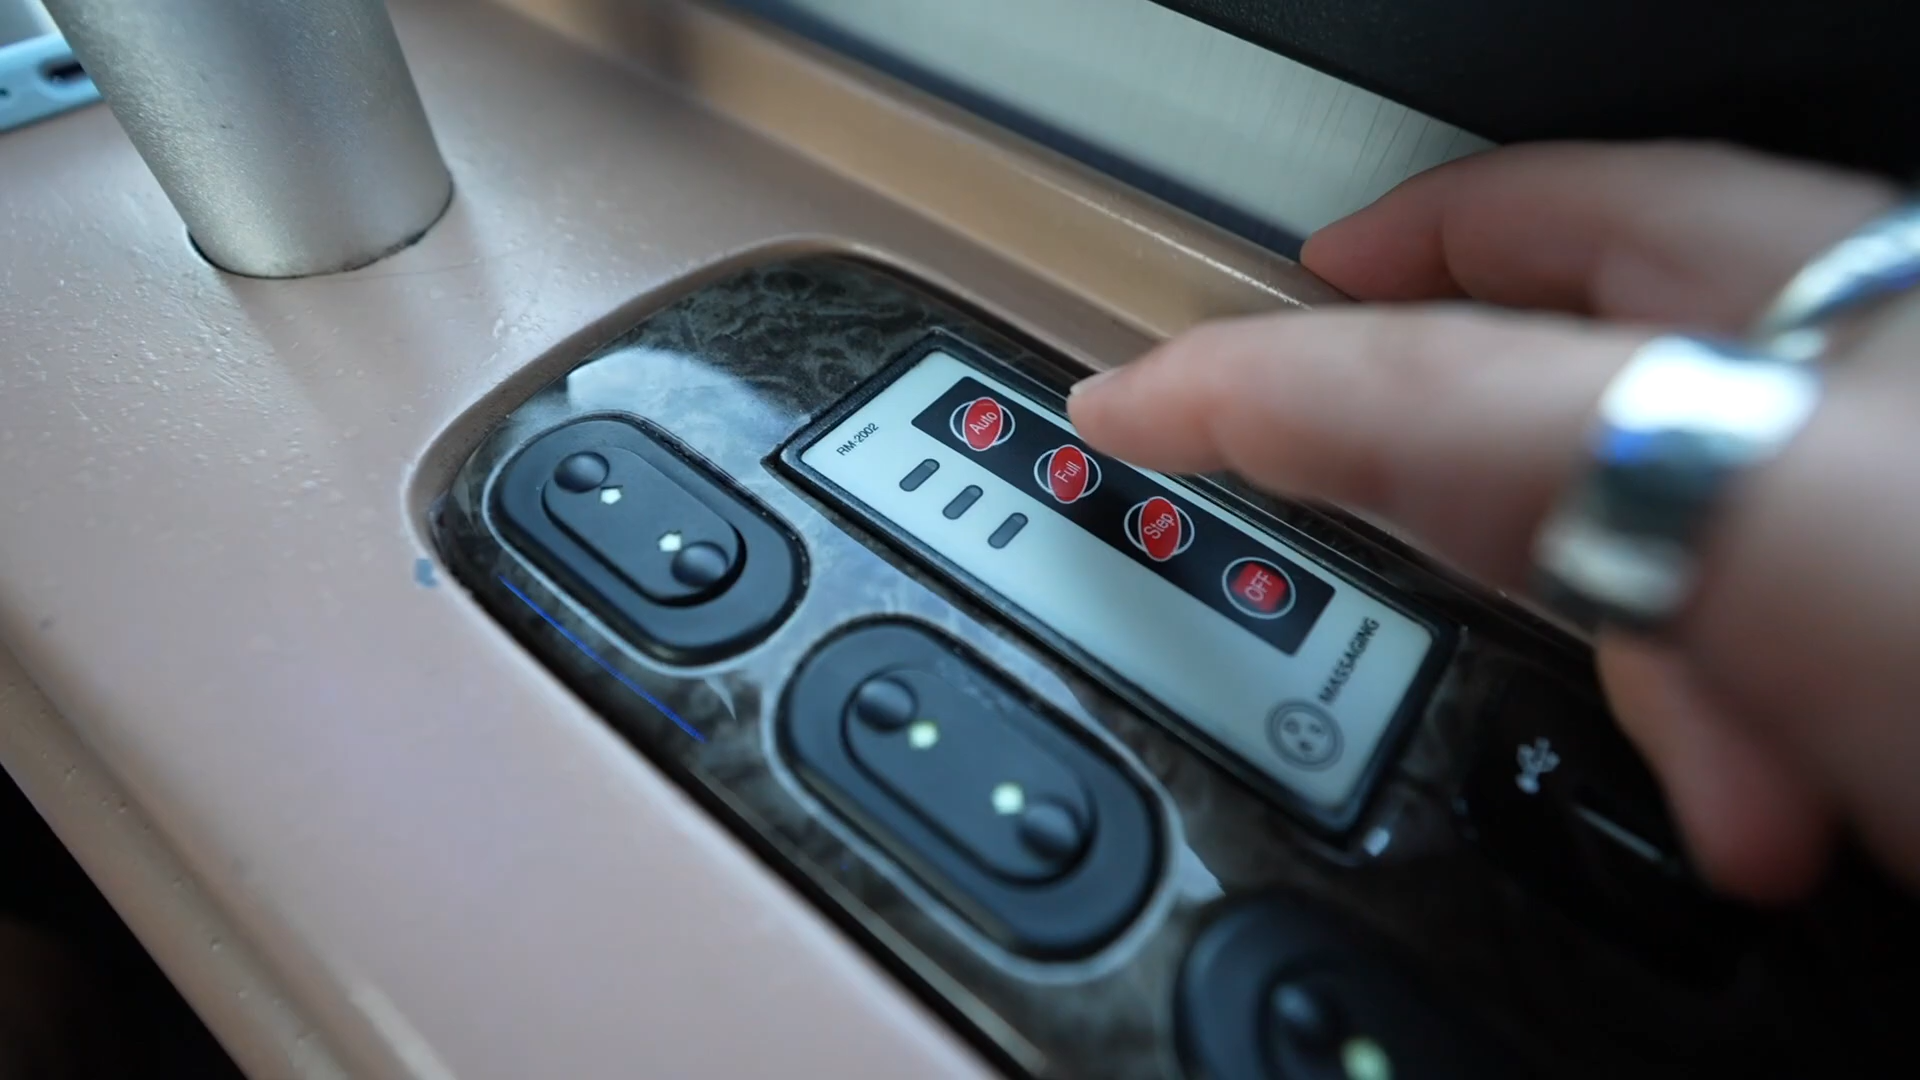 RM-2002
Auto
Full
Step
OFF
MASSAGING